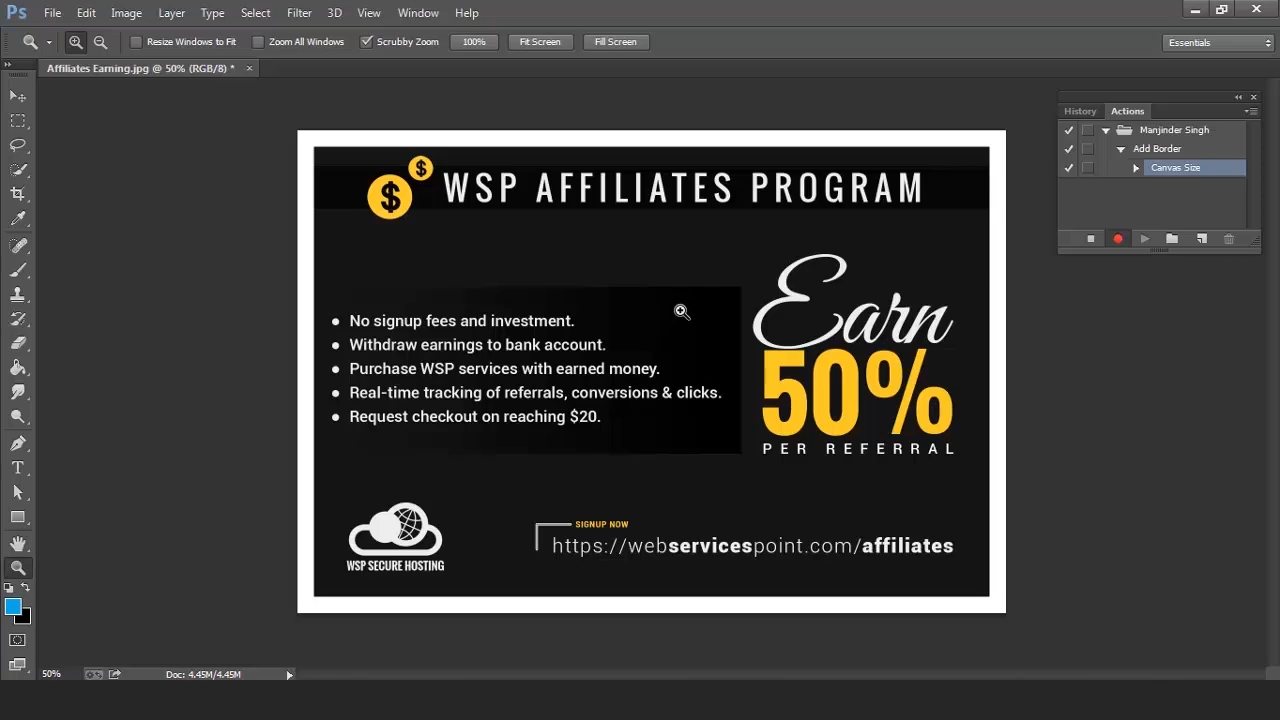 Ps File Edit Image Layer Type Select Filter 3D View Window Help
Resize Windows to Fit Zoom All Windows Scrubby Zoom 100% Fit Screen Fill Screen Essentials
Affiliates Earning.jpg @ 50% (RGB/8) * ×
History Actions
Manjinder Singh
Add Border
Canvas Size
$ $ WSP AFFILIATES PROGRAM
• No signup fees and investment.
• Withdraw earnings to bank account.
• Purchase WSP services with earned money.
• Real-time tracking of referrals, conversions & clicks.
• Request checkout on reaching $20.
Earn
50%
PER REFERRAL
WSP SECURE HOSTING
SIGNUP NOW
https://webservicespoint.com/affiliates
50% Doc: 4.45M/4.45M